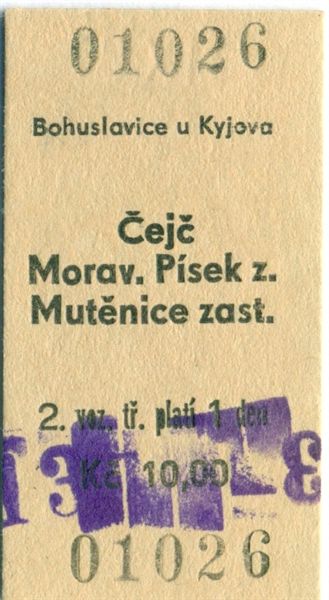 01026
Bohuslavice u Kyjova
Čejč
Morav. Písek z.
Mutěnice zast.
2. voz. tř. platí 1 den
Kč 10,00
01026